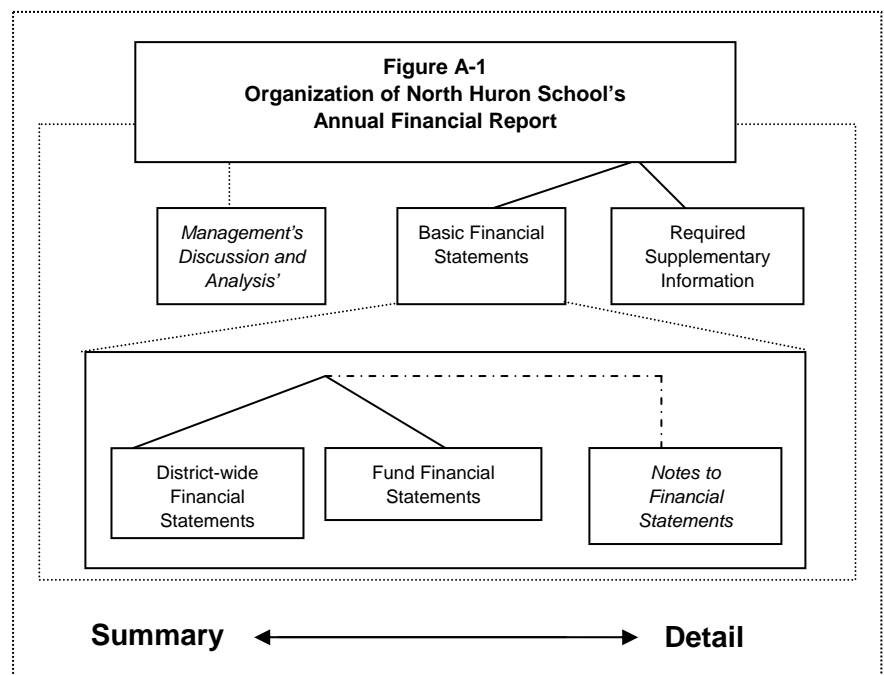 Figure A-1
Organization of North Huron School's
Annual Financial Report
Management's
Discussion and
Analysis'
Basic Financial
Statements
Required
Supplementary
Information
District-wide
Financial
Statements
Fund Financial
Statements
Notes to
Financial
Statements
Summary
Detail